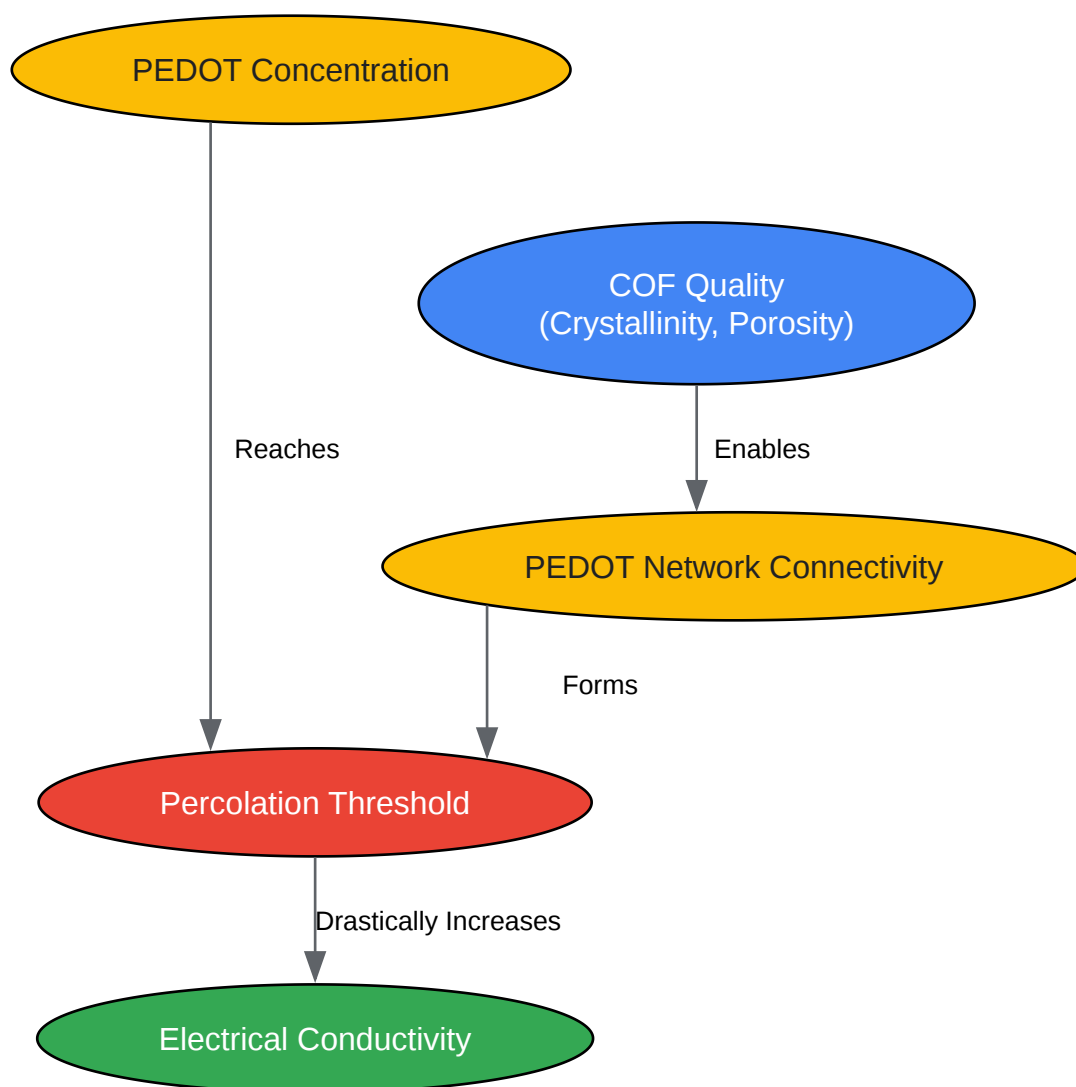 PEDOT Concentration
COF Quality
(Crystallinity, Porosity)
Reaches
Enables
PEDOT Network Connectivity
Forms
Percolation Threshold
Drastically Increases
Electrical Conductivity